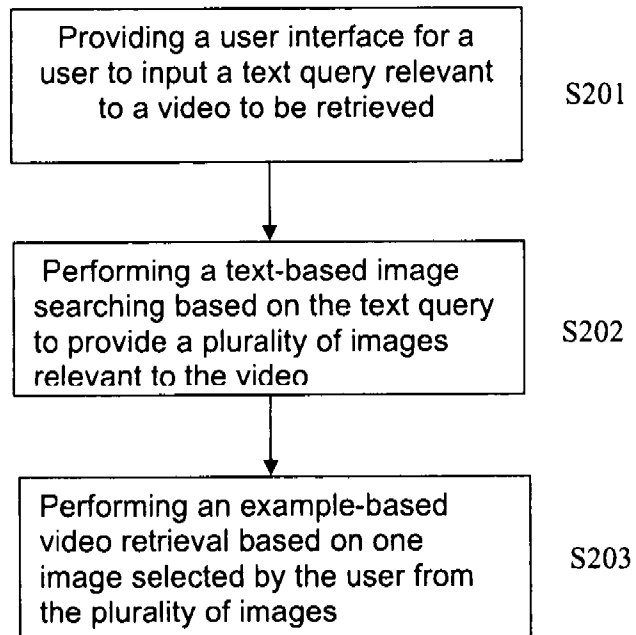 Providing a user interface for a
user to input a text query relevant
to a video to be retrieved
S201
Performing a text-based image
searching based on the text query
to provide a plurality of images
relevant to the video
S202
Performing an example-based
video retrieval based on one
image selected by the user from
the plurality of images
S203